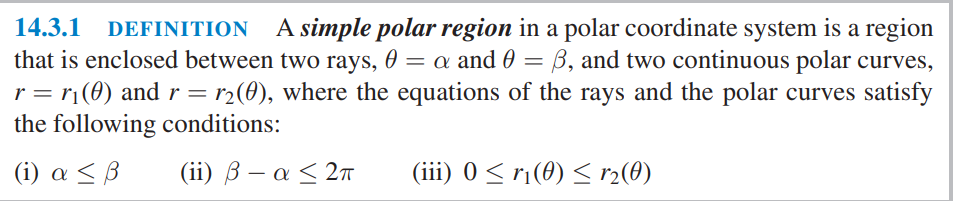 14.3.1 DEFINITION A simple polar region in a polar coordinate system is a region
that is enclosed between two rays, θ = α and θ = β, and two continuous polar curves,
r = r₁(θ) and r = r₂(θ), where the equations of the rays and the polar curves satisfy
the following conditions:
(i) α ≤ β (ii) β − α ≤ 2π (iii) 0 ≤ r₁(θ) ≤ r₂(θ)